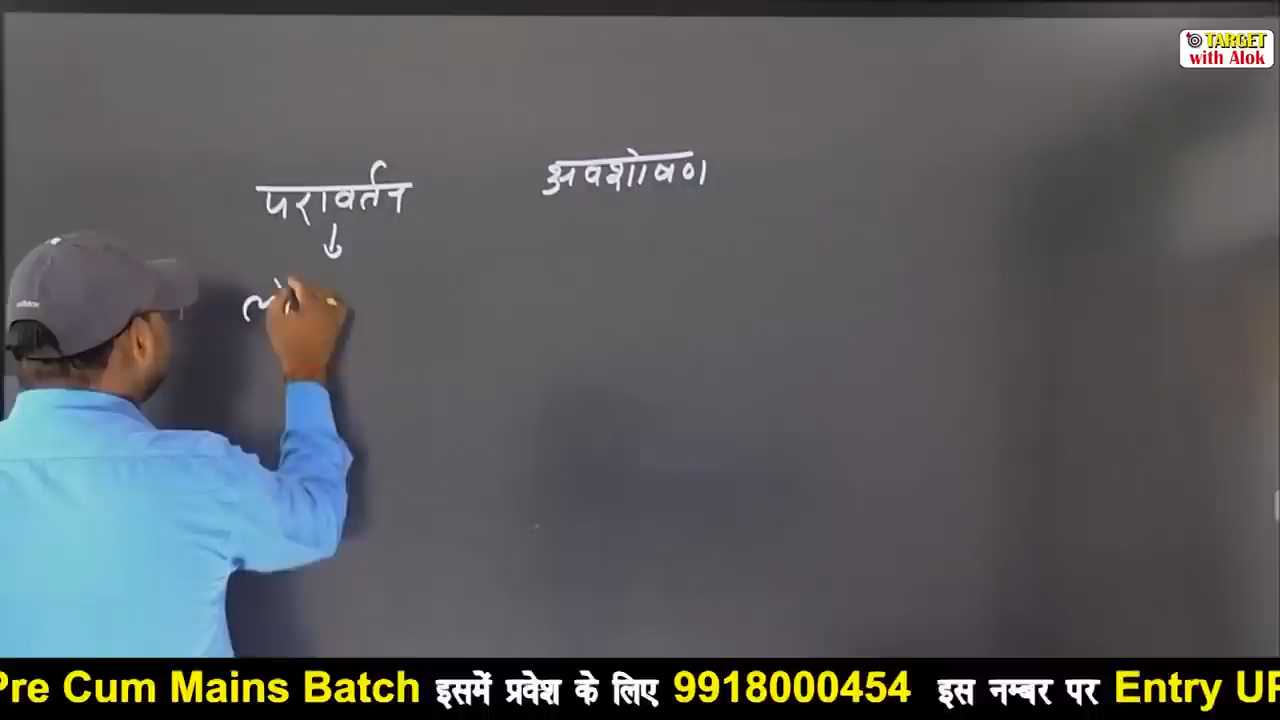 TARGET
with Alok
परावर्तन अवशोषण
Pre Cum Mains Batch इसमें प्रवेश के लिए 9918000454 इस नम्बर पर Entry UP